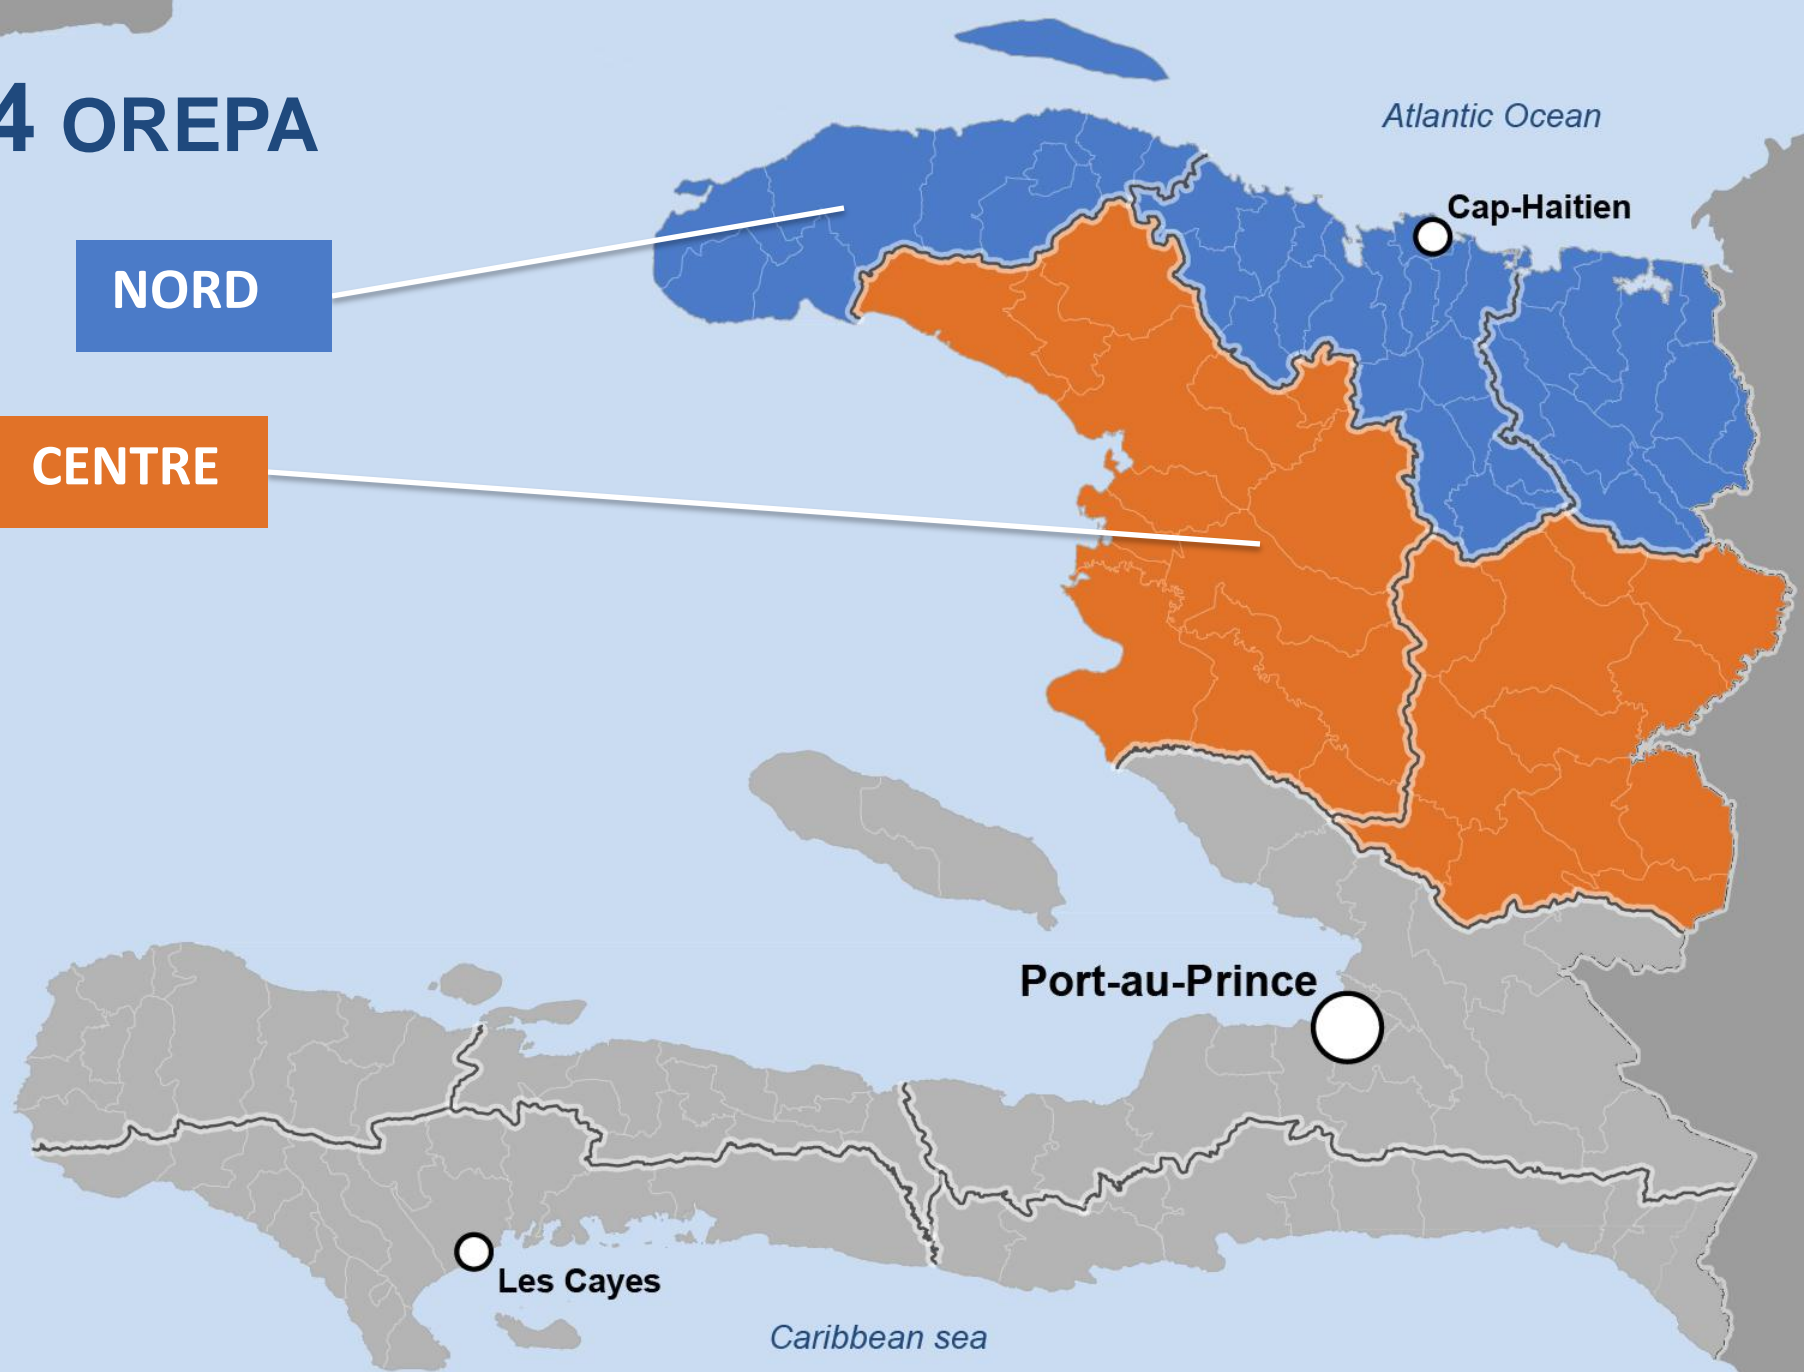 4 OREPA
Atlantic Ocean
Cap-Haitien
NORD
CENTRE
Port-au-Prince
Les Cayes
Caribbean sea